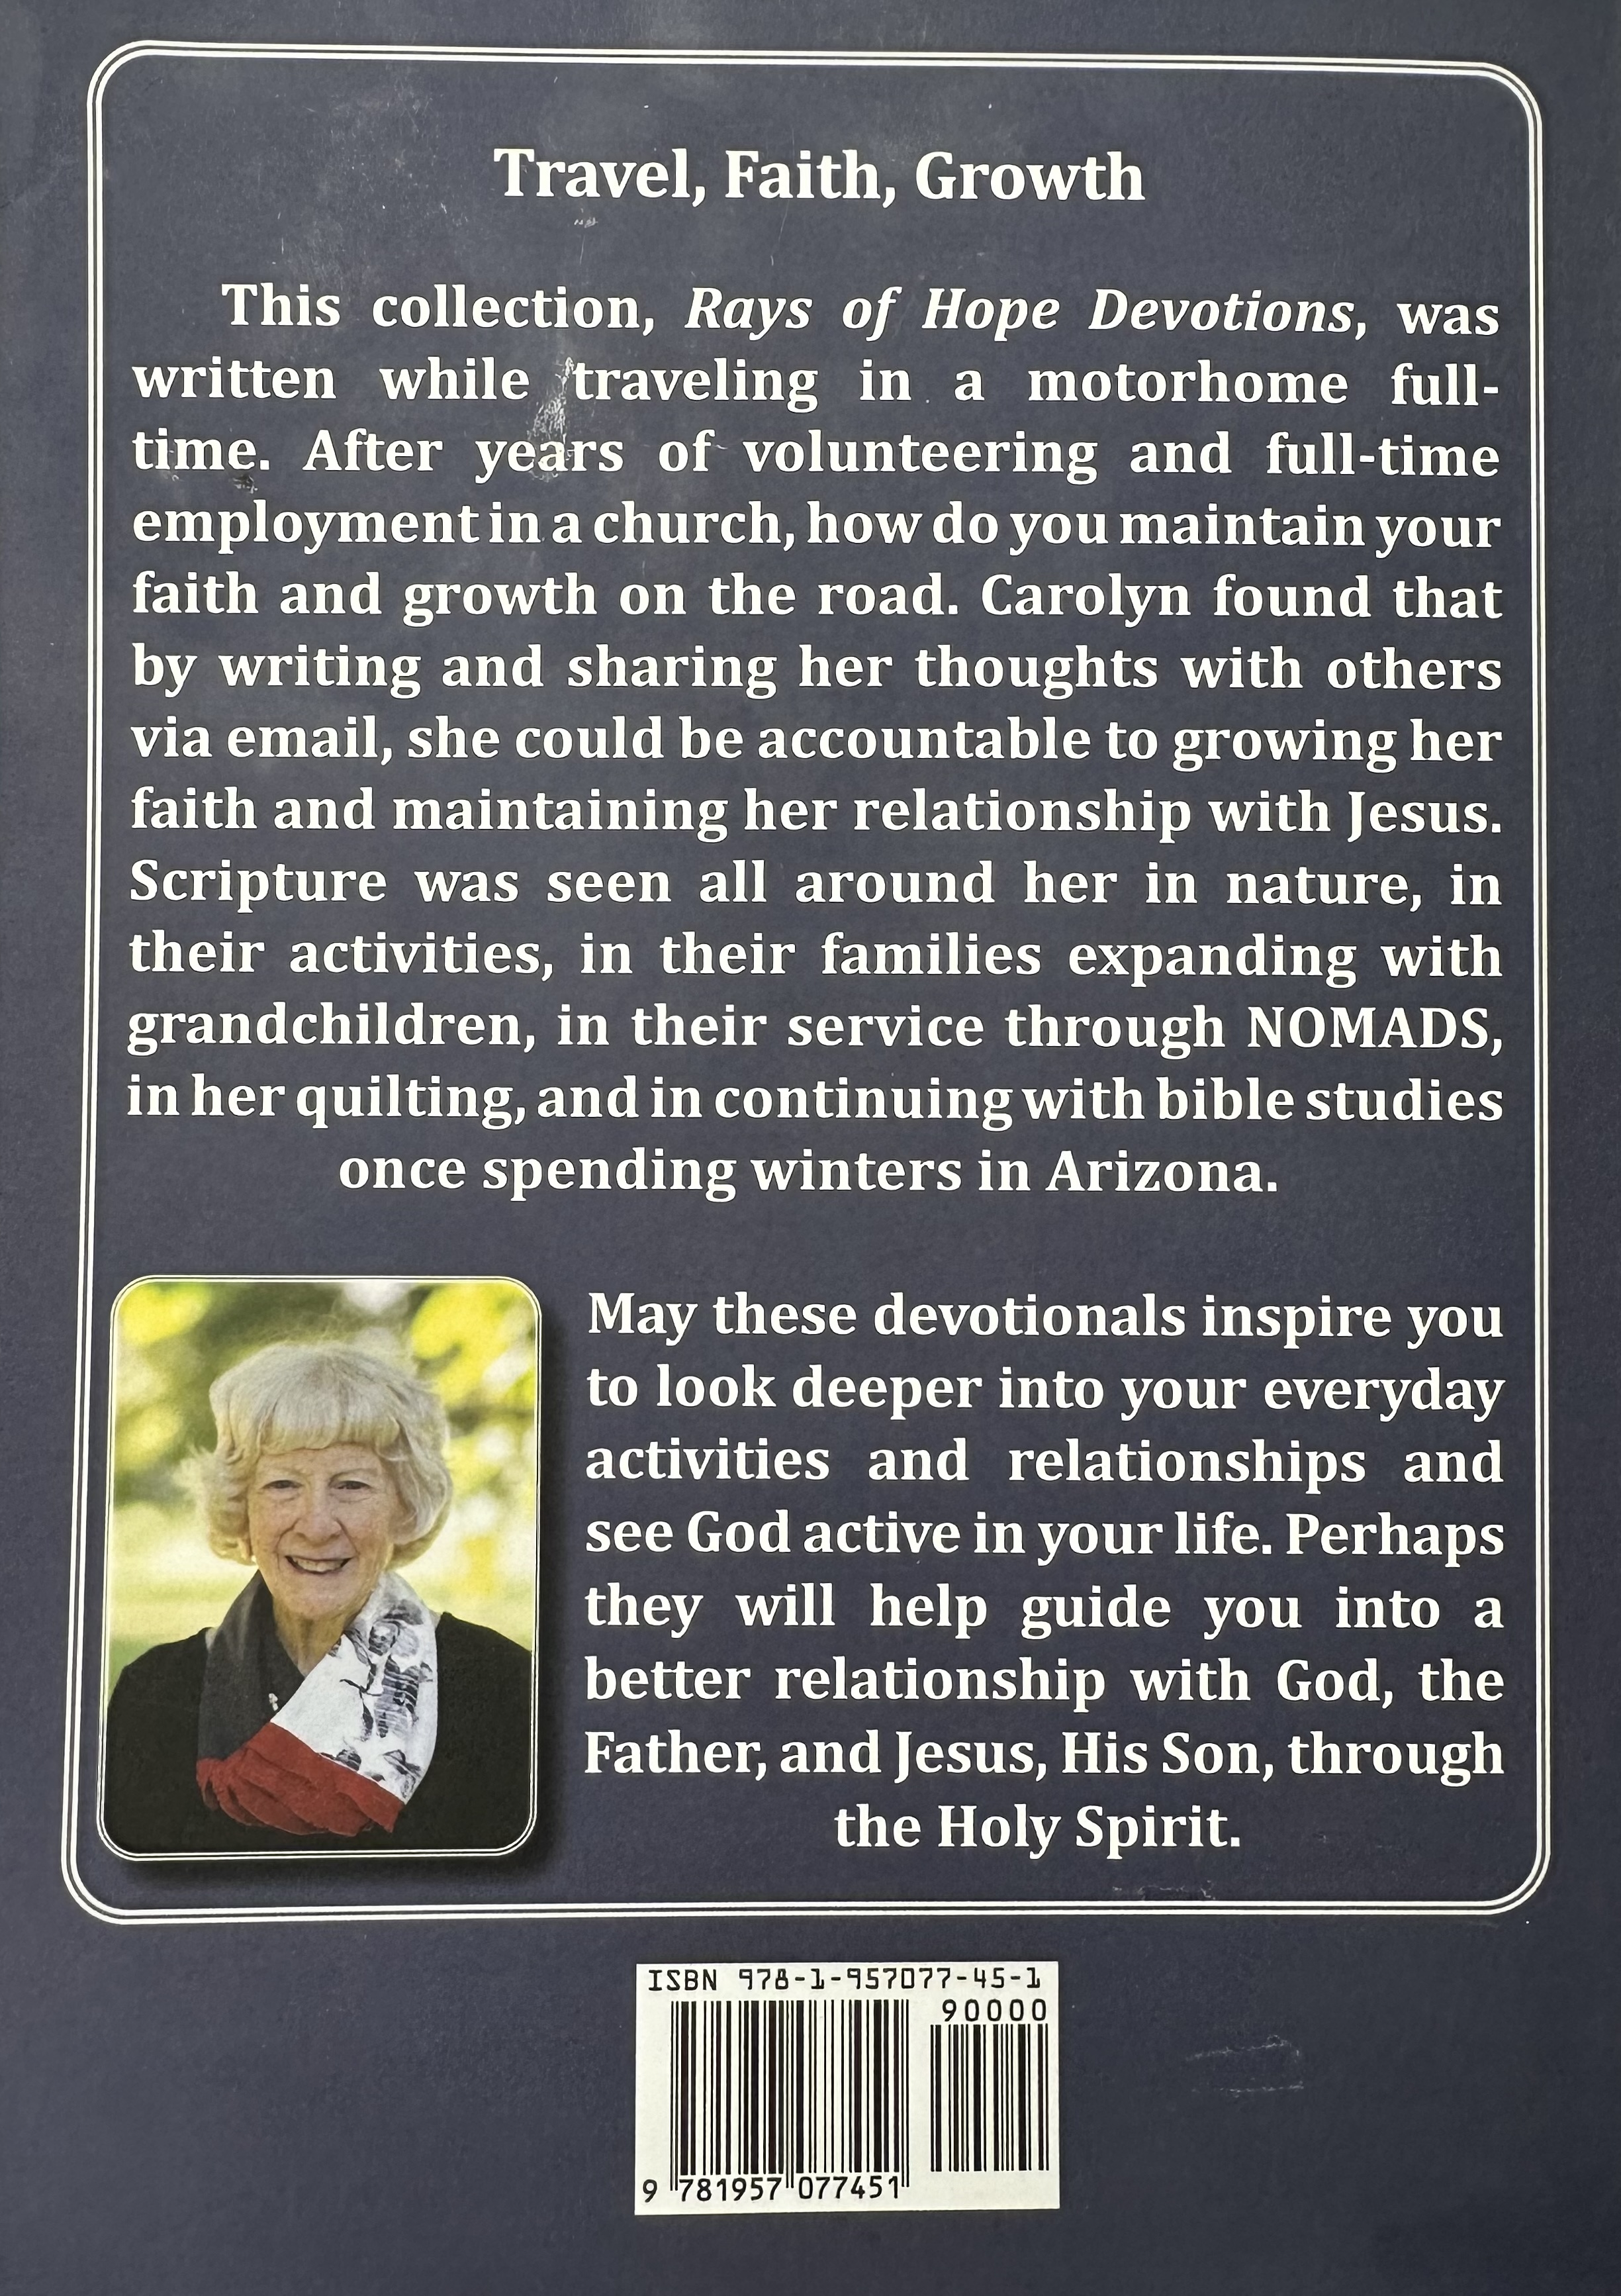 Travel, Faith, Growth
This collection, Rays of Hope Devotions, was
written while traveling in a motorhome full-
time. After years of volunteering and full-time
employment in a church, how do you maintain your
faith and growth on the road. Carolyn found that
by writing and sharing her thoughts with others
via email, she could be accountable to growing her
faith and maintaining her relationship with Jesus.
Scripture was seen all around her in nature, in
their activities, in their families expanding with
grandchildren, in their service through NOMADS,
in her quilting, and in continuing with bible studies
once spending winters in Arizona.
May these devotionals inspire you
to look deeper into your everyday
activities and relationships and
see God active in your life. Perhaps
they will help guide you into a
better relationship with God, the
Father, and Jesus, His Son, through
the Holy Spirit.
ISBN 978-1-957077-45-1
90000
9 781957 077451